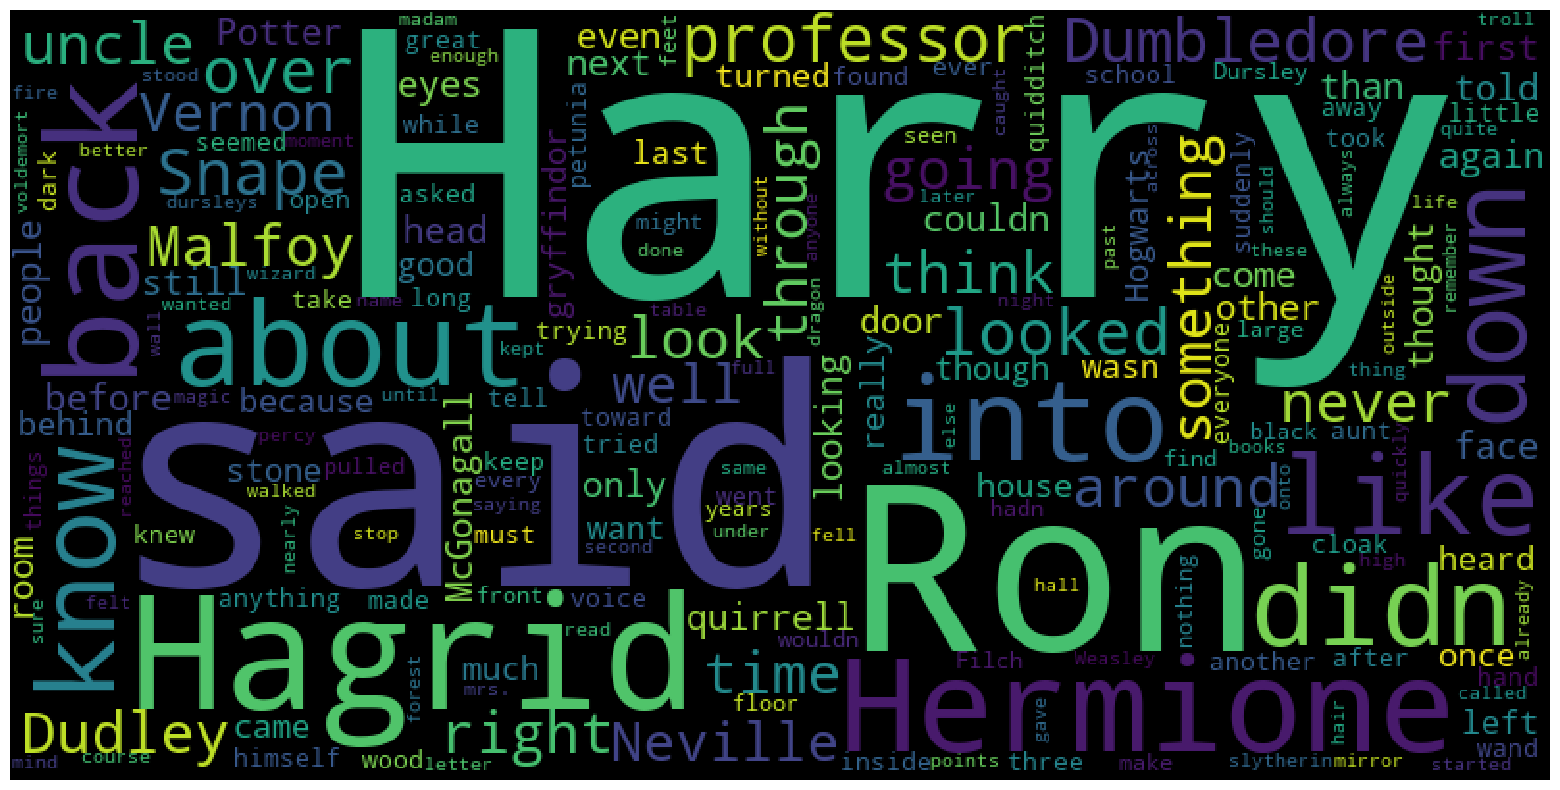 uncle
Potter
madam
great
enough
even
feet
professor
Dumbledore
first
troll
stood
over
eyes
next
turned
found
ever
quidditch
school
Dursley
than
told
fire
back
Vernon
while
Harry
seen
caught
away
little
voldemort
dark
better
seemed
moment
petunia
last
through
going
Hogwarts
across
took
quite
again
Snape
dursleys
open
asked
gryffindor
might
without
anyone
later
couldn
suddenly
should
always
life
people
Malfoy
head
done
past
something
these
down
still
wizard
good
think
come
thought
remember
wanted
take
name
long
table
dragon
night
other
wall
about
trying
look
door
looked
large
outside
kept
though
wasn
everyone
thing
before
magic
because
until
tell
well
full
looking
really
into
never
behind
said
percy
toward
tried
else
black
aunt
face
know
stone
pulled
McGonagall
keep
only
same
almost
find
books
quickly
things
reached
walked
every
saying
went
years
house
around
onto
like
knew
nearly
stop
must
want
second
under
fell
hadn
Ron
gone
cloak
heard
room
hall
high
didn
felt
anything
made
front
voice
quirrell
nothing
already
sure
Hagrid
read
wouldn
Filch
Weasley
another
after
once
hand
much
mrs.
time
Hermione
called
Dudley
came
forest
right
floor
Neville
gave
hair
left
mind
course
himself
wood
letter
inside
points
three
make
slytherin
mirror
wand
started